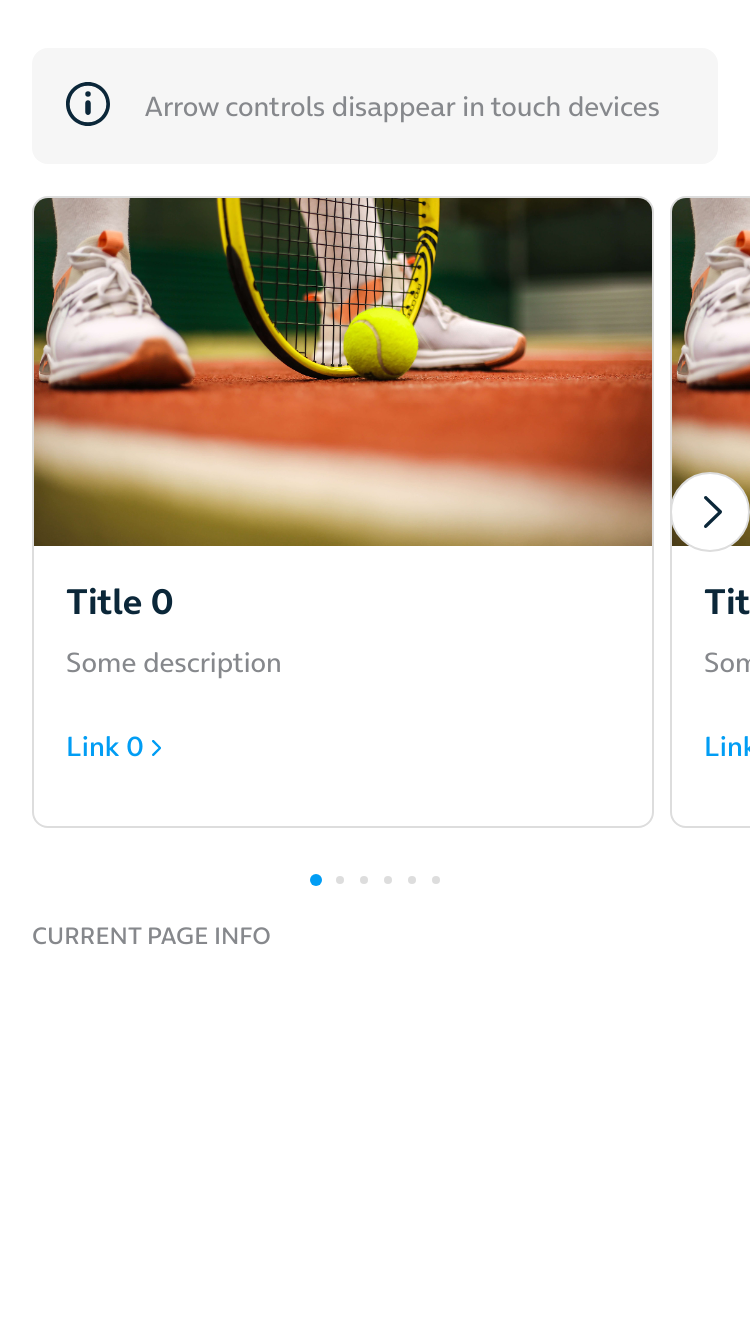 Arrow controls disappear in touch devices
Title 0
Some description
Link 0
Tit
Som
Link
CURRENT PAGE INFO